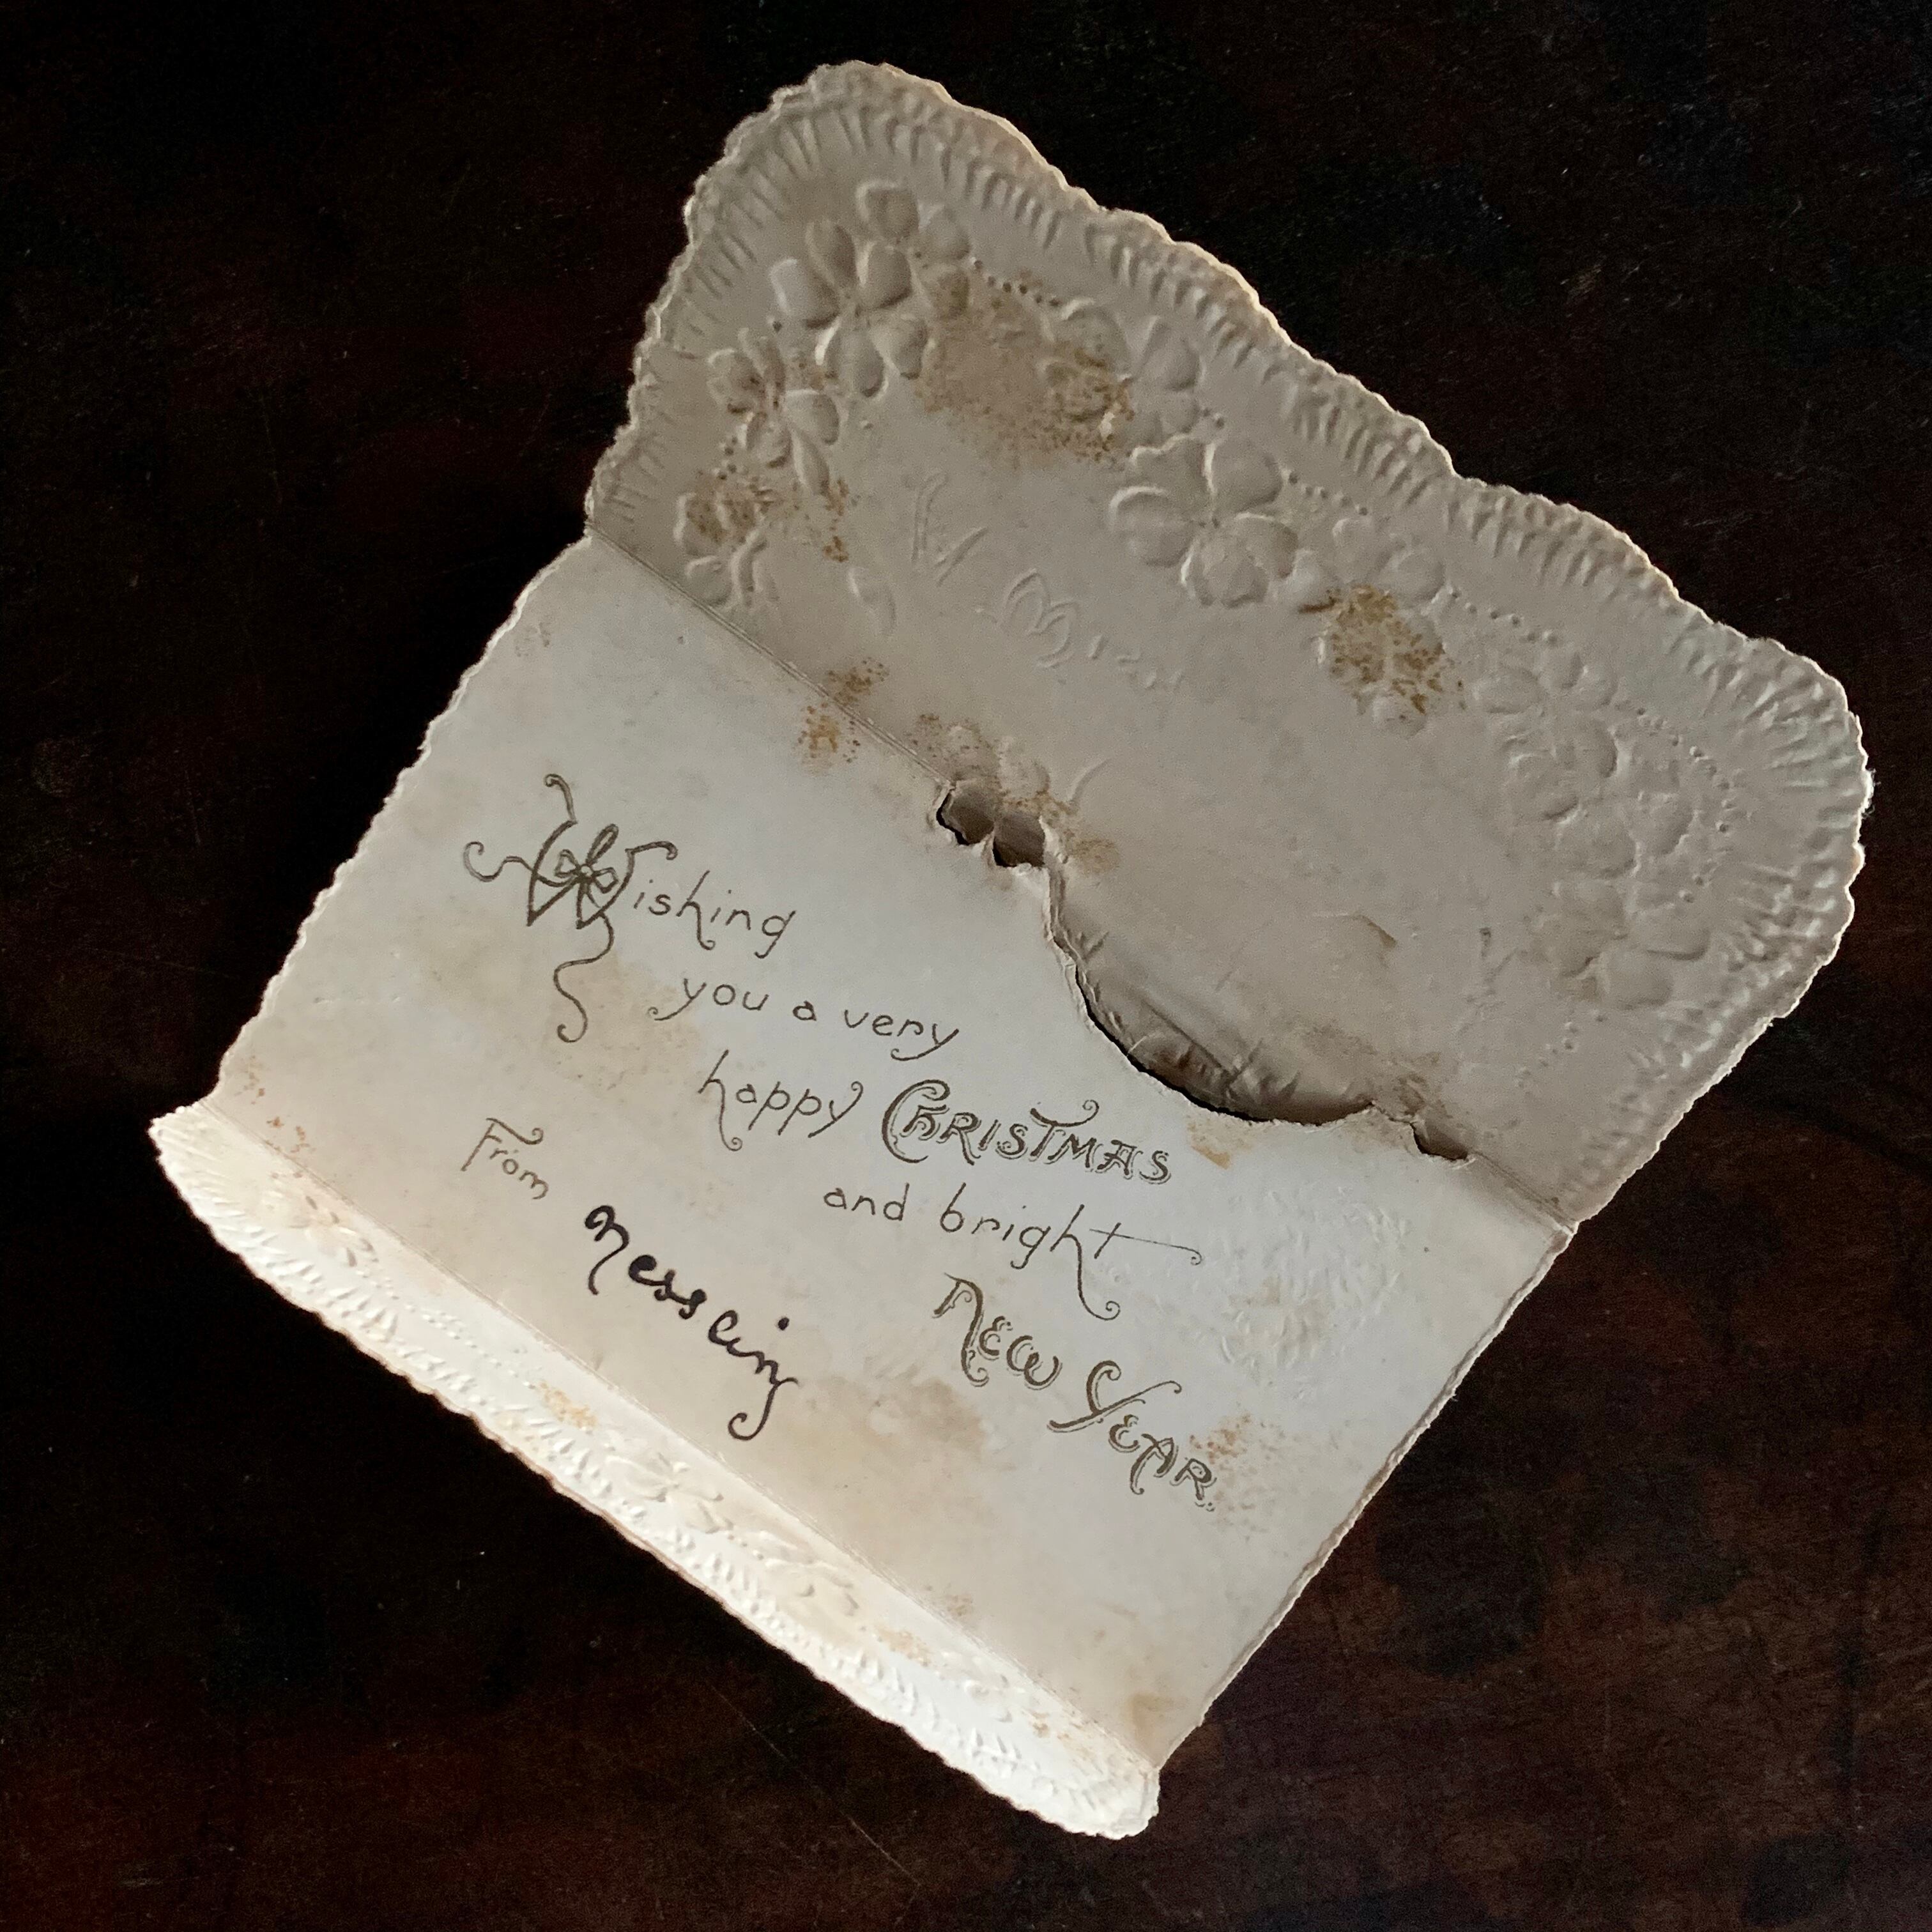 Wishing
you a very
happy CHRISTMAS
and bright
NEW YEAR.
From